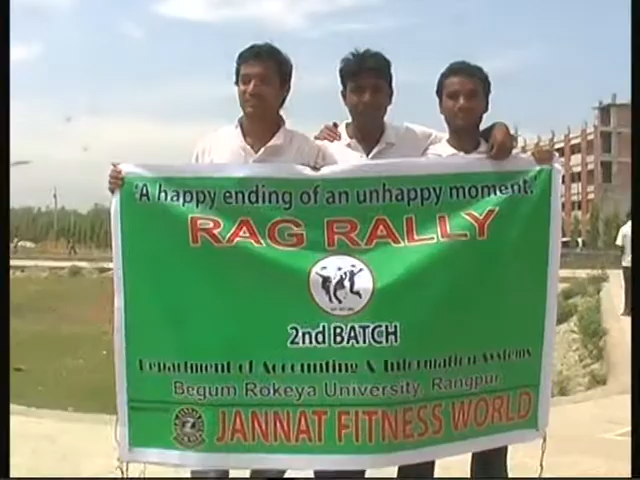 'A happy ending of an unhappy moment.'
RAG RALLY
2nd BATCH
Department of Accounting & Information Systems
Begum Rokeya University, Rangpur
JANNAT FITNESS WORLD